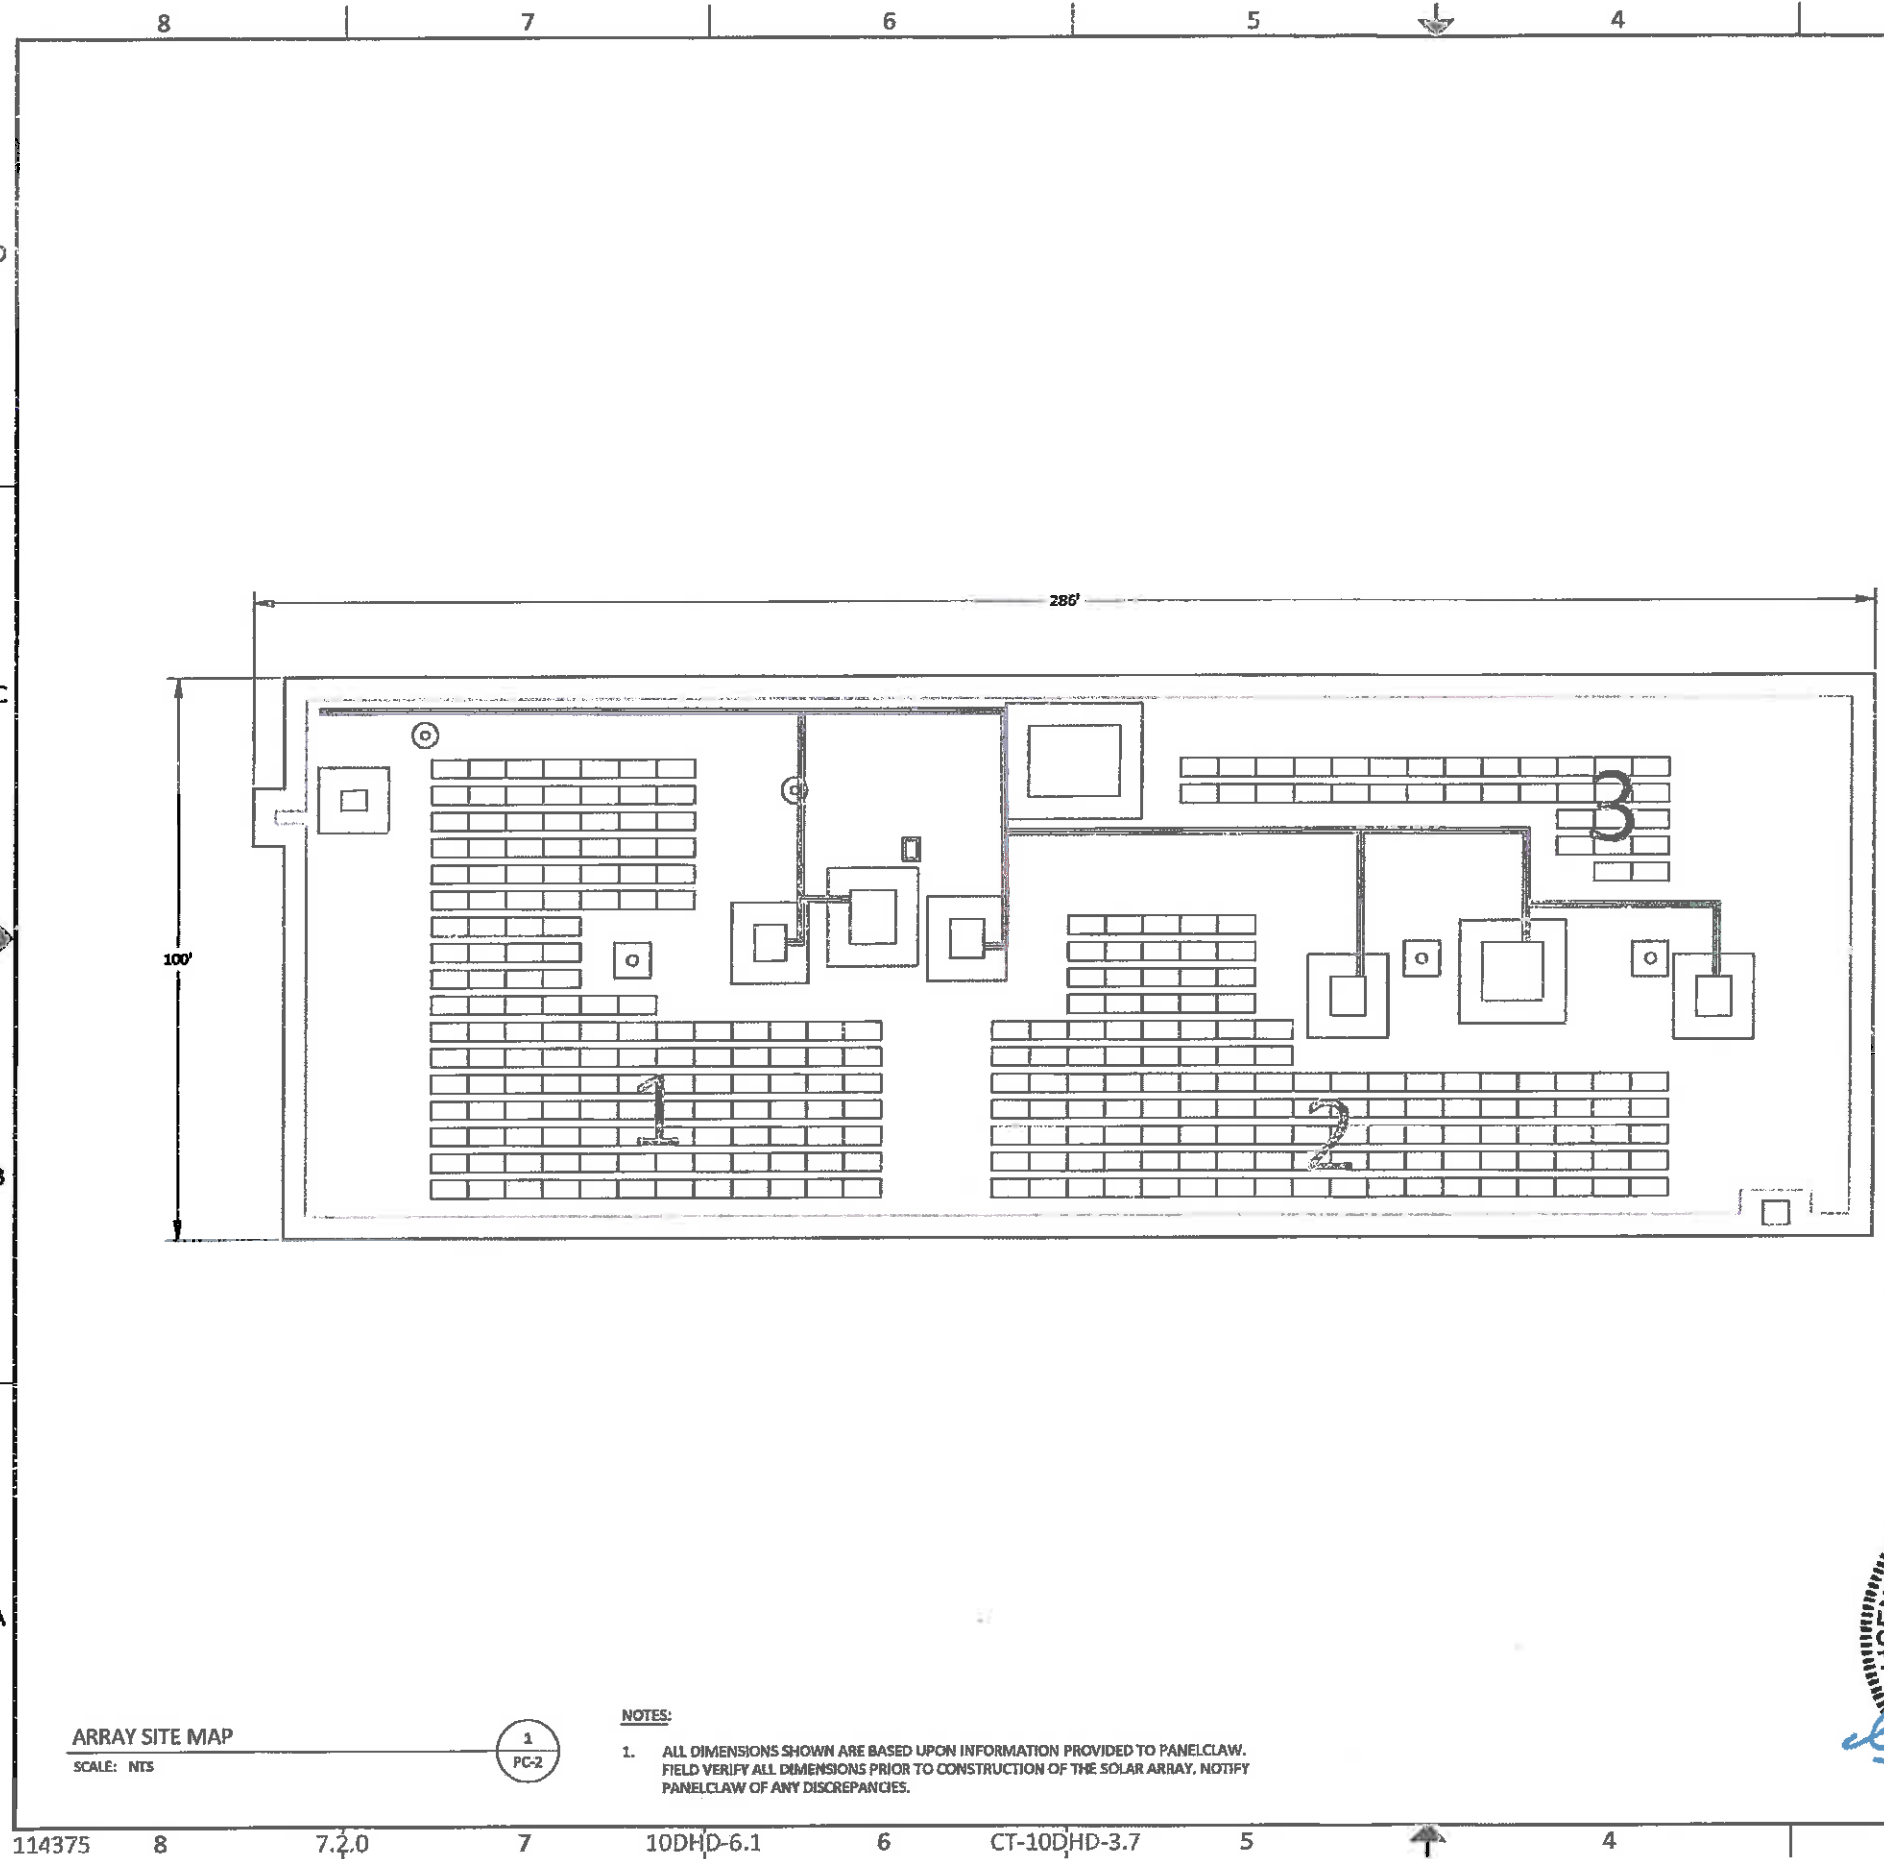 8 7 6 5 4
C
286'
100'
3
1
2
A
ARRAY SITE MAP
SCALE: NTS
1
PC-2
NOTES:
1. ALL DIMENSIONS SHOWN ARE BASED UPON INFORMATION PROVIDED TO PANELCLAW.
FIELD VERIFY ALL DIMENSIONS PRIOR TO CONSTRUCTION OF THE SOLAR ARRAY, NOTIFY
PANELCLAW OF ANY DISCREPANCIES.
114375 8 7.2.0 7 10DHD-6.1 6 CT-10DHD-3.7 5 4